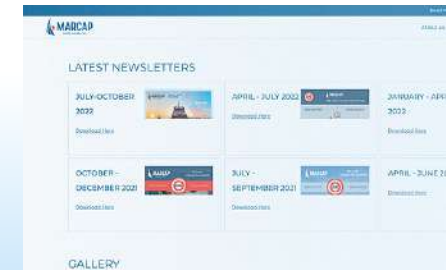 MARCAP
LATEST NEWSLETTERS
JULY-OCTOBER
2022
Download Here
APRIL - JULY 2022
Download Here
JANUARY - APR
2022
Download Here
OCTOBER -
DECEMBER 2021
Download Here
JULY -
SEPTEMBER 2021
Download Here
APRIL - JUNE 20
Download Here
GALLERY